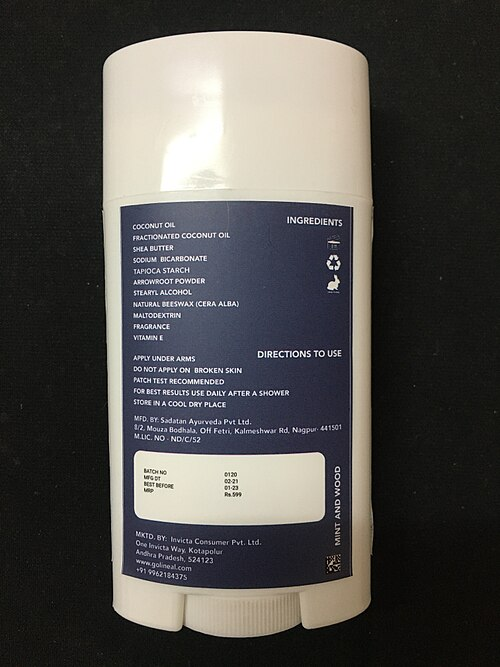 INGREDIENTS
COCONUT OIL
FRACTIONATED COCONUT OIL
SHEA BUTTER
SODIUM BICARBONATE
TAPIOCA STARCH
ARROWROOT POWDER
STEARYL ALCOHOL
NATURAL BEESWAX (CERA ALBA)
MALTODEXTRIN
FRAGRANCE
VITAMIN E
DIRECTIONS TO USE
APPLY UNDER ARMS
DO NOT APPLY ON BROKEN SKIN
PATCH TEST RECOMMENDED
FOR BEST RESULTS USE DAILY AFTER A SHOWER
STORE IN A COOL DRY PLACE
MFD. BY: Sadatan Ayurveda Pvt Ltd.
8/2, Mouza Bodhala, Off Fetri, Kalmeshwar Rd, Nagpur- 441501
M.LIC. NO - ND/C/52
BATCH NO 0120
MFG DT 02-21
BEST BEFORE 01-23
MRP Rs.599
MINT AND WOOD
MKTD. BY: Invicta Consumer Pvt. Ltd.
One Invicta Way, Kotapolur
Andhra Pradesh, 524123
www.golineal.com
+91 9962184375